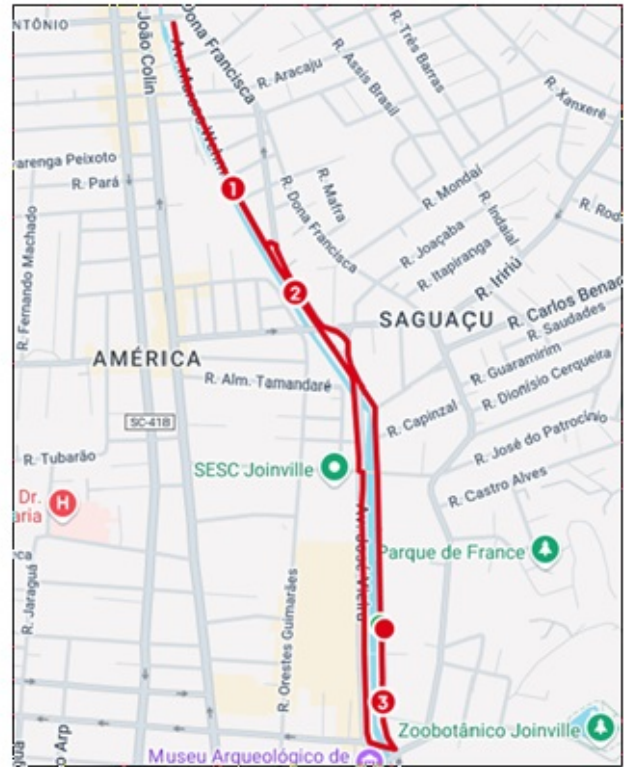 NTÔNIO
João Colin
Dona Francisca
R. Aracaju
R. Três Barras
R. Assis Brasil
R. Xanxerê
arenga Peixoto
R. Pará
1
R. Mafra
R. Dona Francisca
R. Mondaí
R. Indaial
R. Rod
R. Joaçaba
R. Itapiranga
R. Iririú
R. Fernando Machado
2
SAGUAÇU
R. Carlos Benac
R. Saudades
R. Guaramirim
R. Dionísio Cerqueira
AMÉRICA
R. Alm. Tamandaré
SC-418
R. Capinzal
R. José do Patrocínio
R. Tubarão
SESC Joinville
R. Castro Alves
Dr.
aria
H
Parque de France
eca
R. Jaraguá
R. Orestes Guimarães
3
Zoobotânico Joinville
Museu Arqueológico de
o Arp
guá